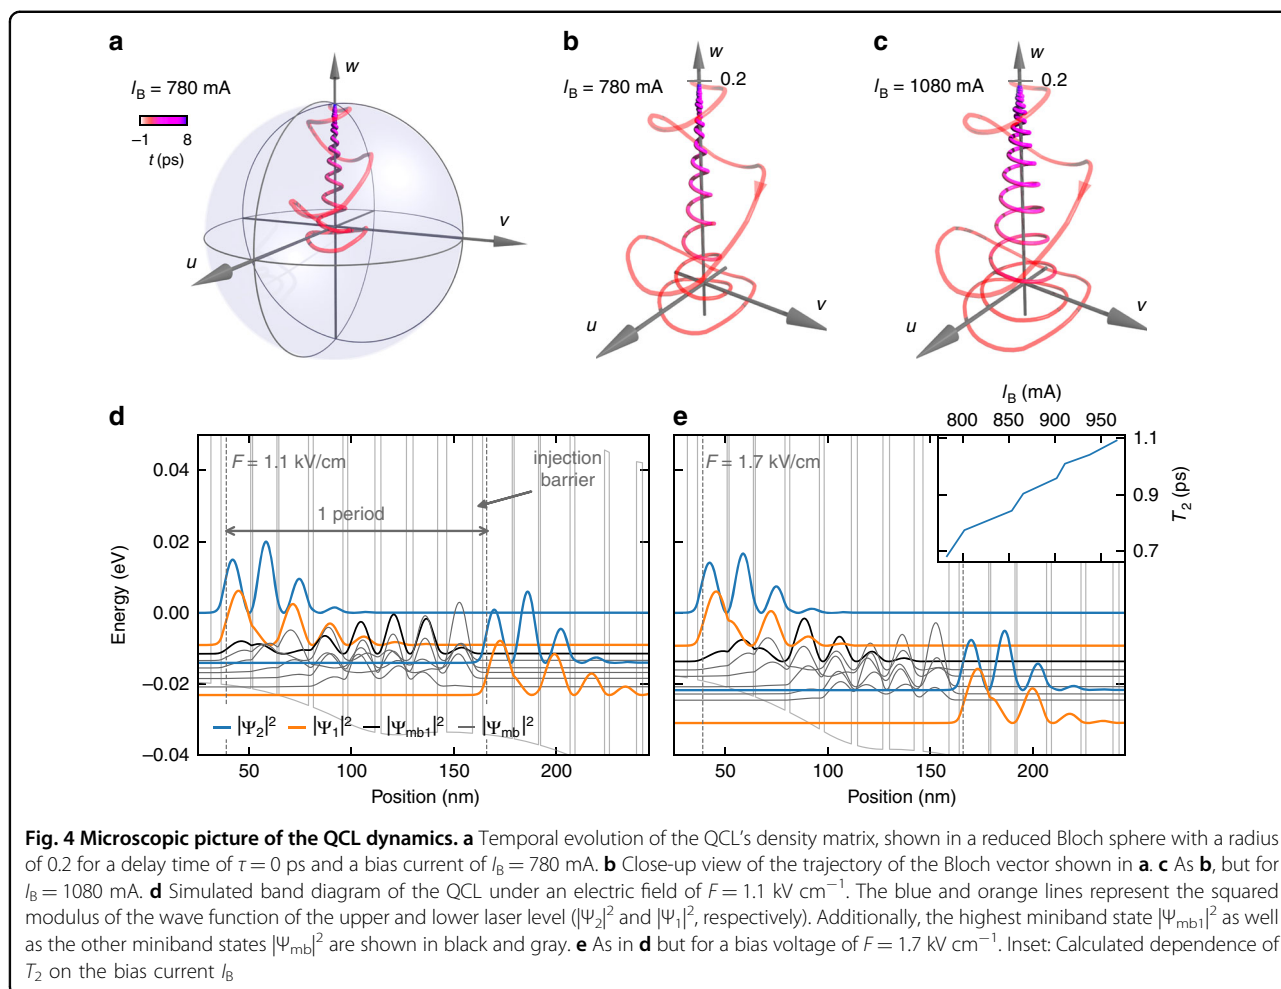 a
w
I_B = 780 mA
−1 8
t (ps)
v
u
b
w
I_B = 780 mA
0.2
v
u
c
w
I_B = 1080 mA
0.2
v
u
d
F = 1.1 kV/cm
injection
barrier
1 period
0.04
0.02
0.00
−0.02
−0.04
Energy (eV)
|Ψ₂|² |Ψ₁|² |Ψ_mb1|² |Ψ_mb|²
50 100 150 200
Position (nm)
e
F = 1.7 kV/cm
I_B (mA)
800 850 900 950
1.1
0.9
0.7
T₂ (ps)
50 100 150 200
Position (nm)
Fig. 4 Microscopic picture of the QCL dynamics. a Temporal evolution of the QCL's density matrix, shown in a reduced Bloch sphere with a radius
of 0.2 for a delay time of τ = 0 ps and a bias current of I_B = 780 mA. b Close-up view of the trajectory of the Bloch vector shown in a. c As b, but for
I_B = 1080 mA. d Simulated band diagram of the QCL under an electric field of F = 1.1 kV cm⁻¹. The blue and orange lines represent the squared
modulus of the wave function of the upper and lower laser level (|Ψ₂|² and |Ψ₁|², respectively). Additionally, the highest miniband state |Ψ_mb1|² as well
as the other miniband states |Ψ_mb|² are shown in black and gray. e As in d but for a bias voltage of F = 1.7 kV cm⁻¹. Inset: Calculated dependence of
T₂ on the bias current I_B